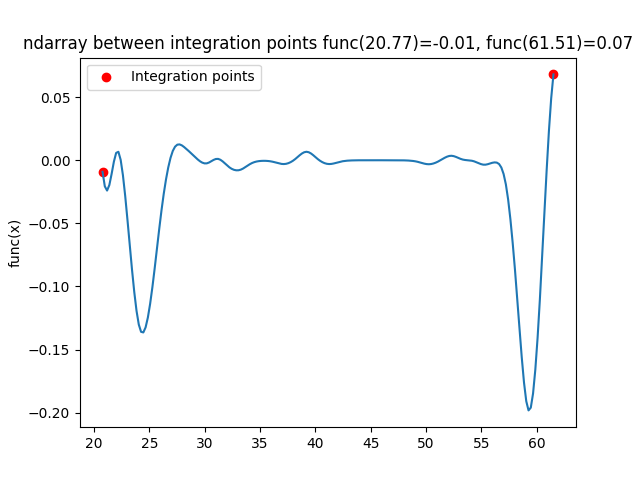 ndarray between integration points func(20.77)=-0.01, func(61.51)=0.07
Integration points
0.05
0.00
−0.05
−0.10
−0.15
−0.20
func(x)
20 25 30 35 40 45 50 55 60